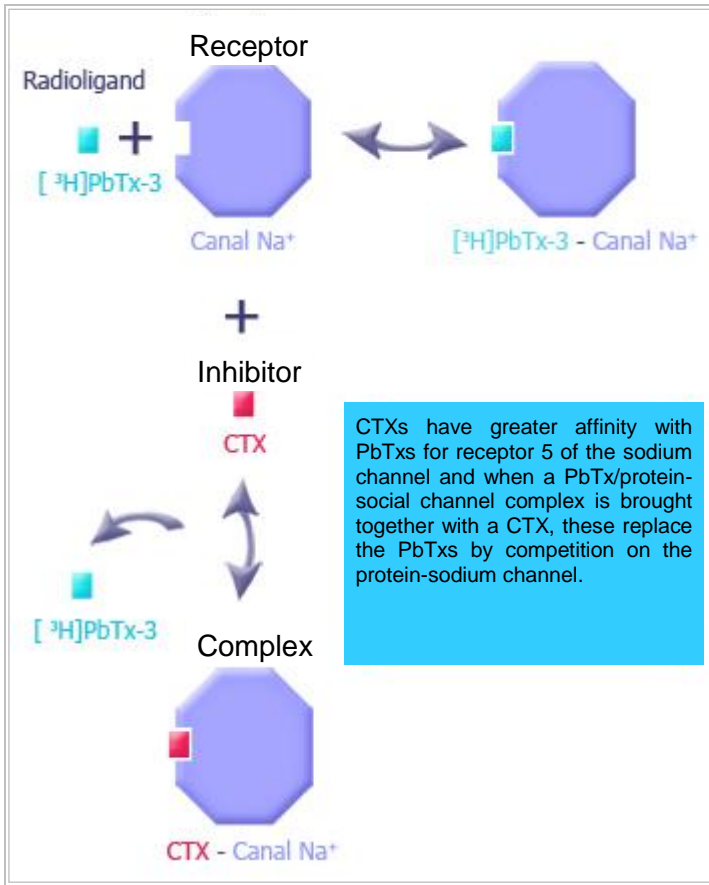 Receptor
Radioligand
+
[ ³H]PbTx-3
Canal Na⁺
[³H]PbTx-3 - Canal Na⁺
+
Inhibitor
CTX
CTXs have greater affinity with
PbTxs for receptor 5 of the sodium
channel and when a PbTx/protein-
social channel complex is brought
together with a CTX, these replace
the PbTxs by competition on the
protein-sodium channel.
[ ³H]PbTx-3
Complex
CTX - Canal Na⁺